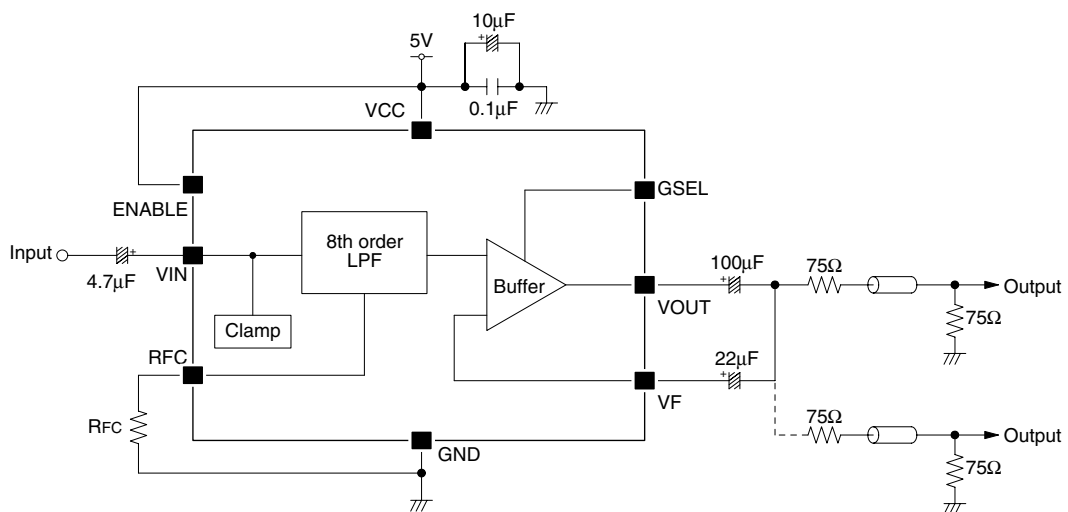 10μF
+
5V
0.1μF
VCC
GSEL
ENABLE
Input
+
4.7μF
VIN
8th order
LPF
Buffer
100μF
+
75Ω
Output
VOUT
75Ω
Clamp
RFC
22μF
+
VF
RFC
75Ω
Output
GND
75Ω